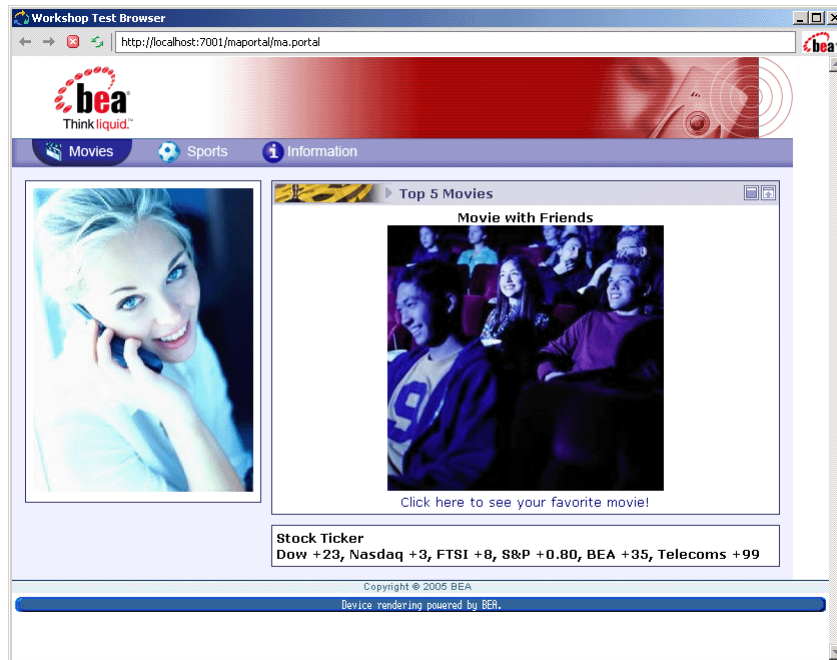 Workshop Test Browser
http://localhost:7001/maportal/ma.portal
bea
bea
Think liquid.™
Movies
Sports
Information
Top 5 Movies
Movie with Friends
Click here to see your favorite movie!
Stock Ticker
Dow +23, Nasdaq +3, FTSI +8, S&P +0.80, BEA +35, Telecoms +99
Copyright © 2005 BEA
Device rendering powered by BEA.